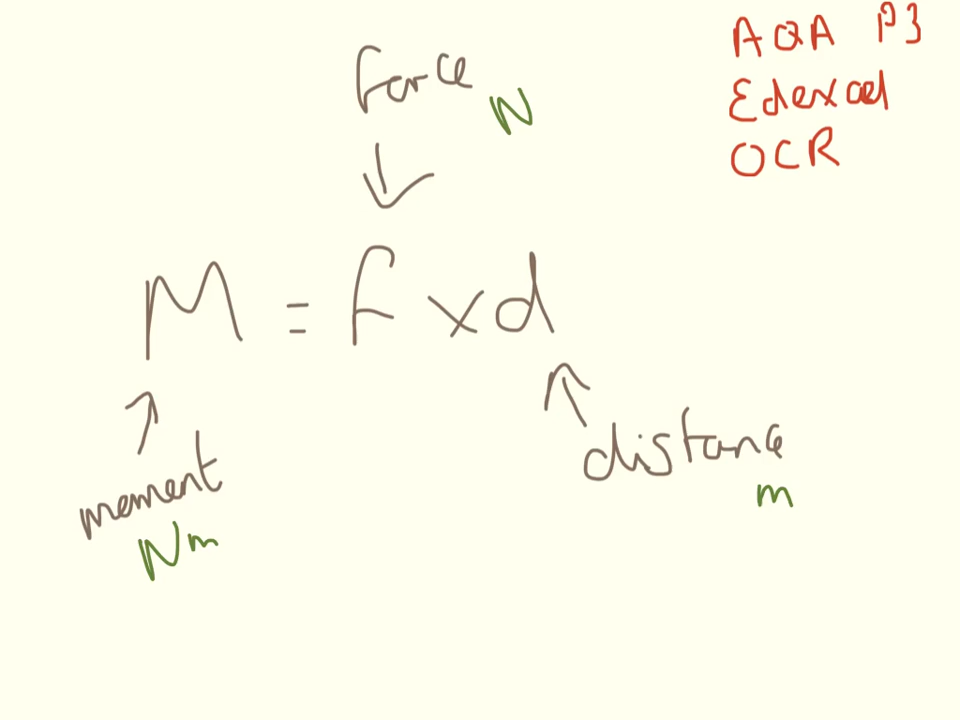 Force N
AQA P3
Edexcel
OCR
M = F x d
moment
Nm
distance
m